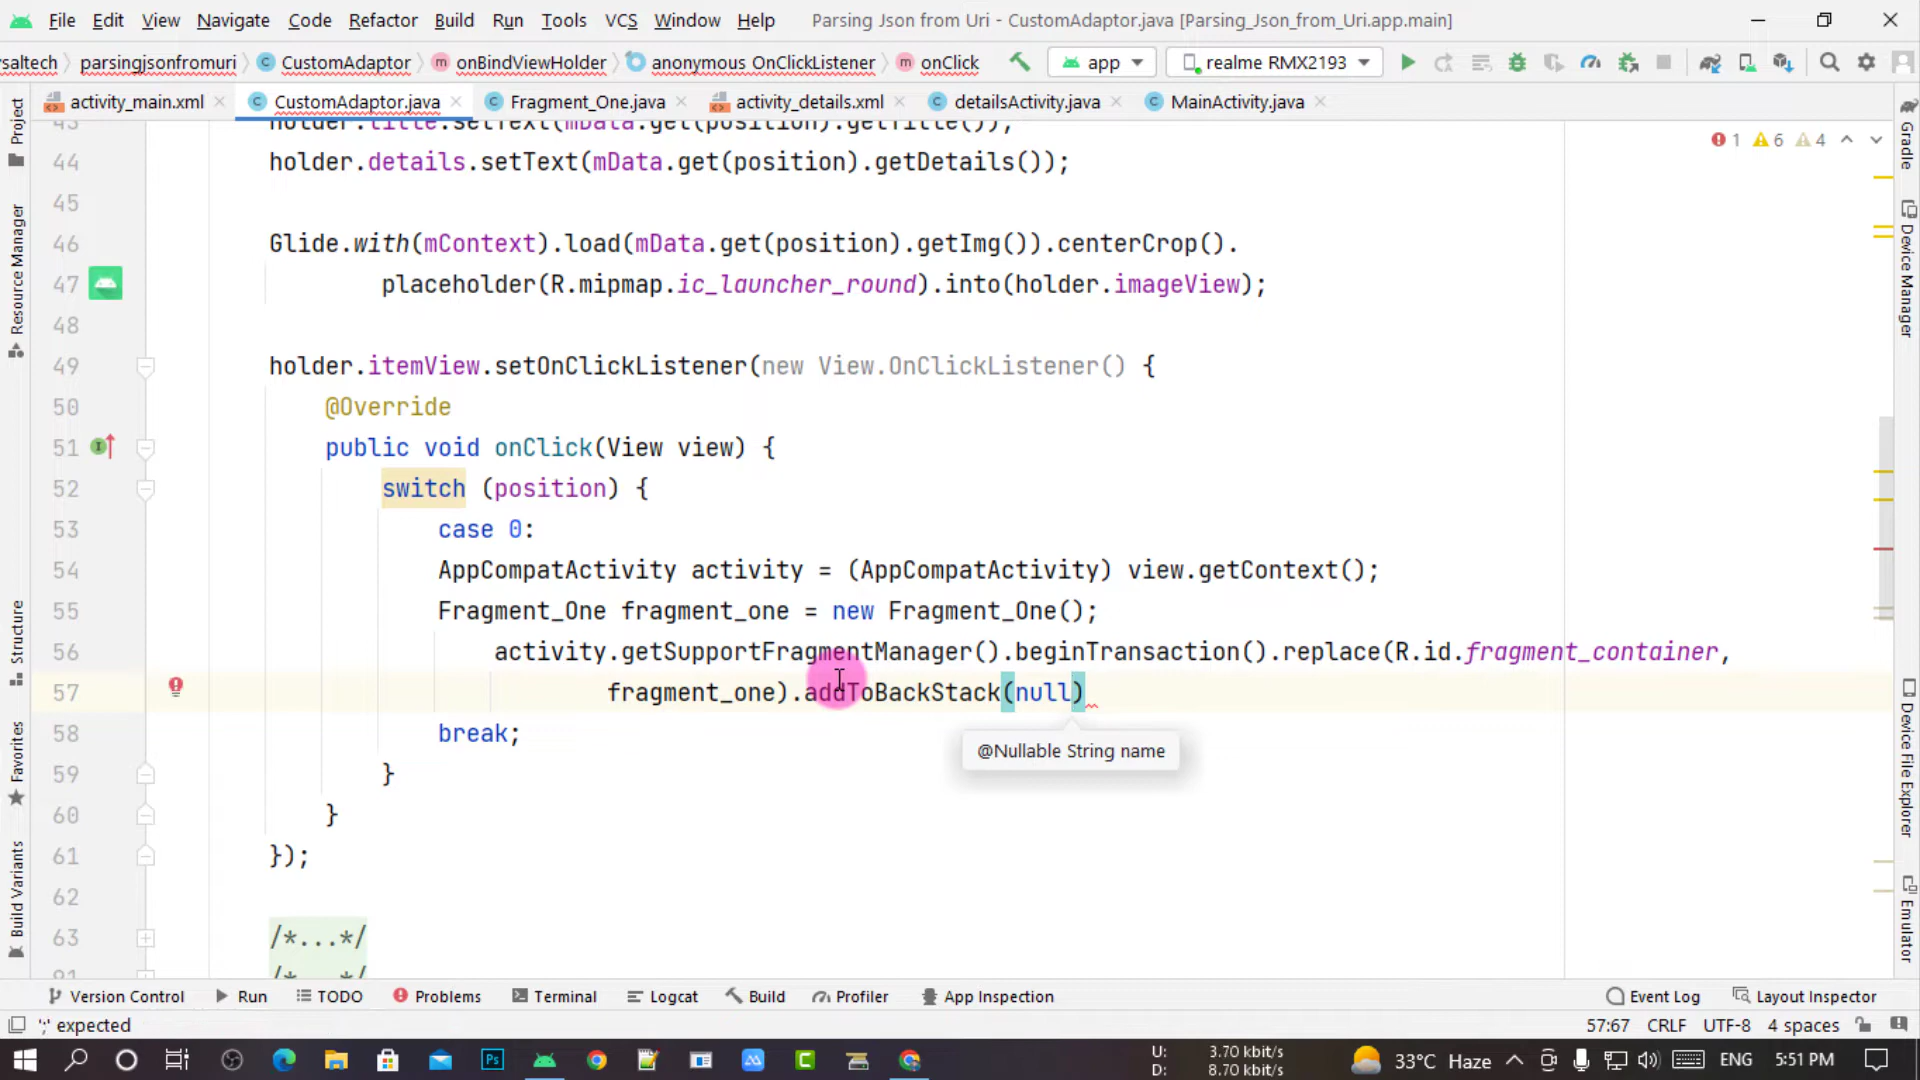 File Edit View Navigate Code Refactor Build Run Tools VCS Window Help Parsing Json from Uri - CustomAdaptor.java [Parsing_Json_from_Uri.app.main]
saltech parsingjsonfromuri CustomAdaptor onBindViewHolder anonymous OnClickListener onClick app realme RMX2193
activity_main.xml CustomAdaptor.java Fragment_One.java activity_details.xml detailsActivity.java MainActivity.java
43 holder.title.setText(mData.get(position).getTitle());
1 6 4
44 holder.details.setText(mData.get(position).getDetails());
45
46 Glide.with(mContext).load(mData.get(position).getImg()).centerCrop().
47 placeholder(R.mipmap.ic_launcher_round).into(holder.imageView);
48
49 holder.itemView.setOnClickListener(new View.OnClickListener() {
50 @Override
51 public void onClick(View view) {
52 switch (position) {
53 case 0:
54 AppCompatActivity activity = (AppCompatActivity) view.getContext();
55 Fragment_One fragment_one = new Fragment_One();
56 activity.getSupportFragmentManager().beginTransaction().replace(R.id.fragment_container,
57 fragment_one).addToBackStack(null)
58 break;
@Nullable String name
59 }
60 }
61 });
62
63 /*...*/
91 /*...*/
Project
Resource Manager
Structure
Favorites
Build Variants
Gradle
Device Manager
Device File Explorer
Emulator
Version Control Run TODO Problems Terminal Logcat Build Profiler App Inspection Event Log Layout Inspector
';' expected 57:67 CRLF UTF-8 4 spaces
U: 3.70 kbit/s
D: 8.70 kbit/s
33°C Haze ENG 5:51 PM